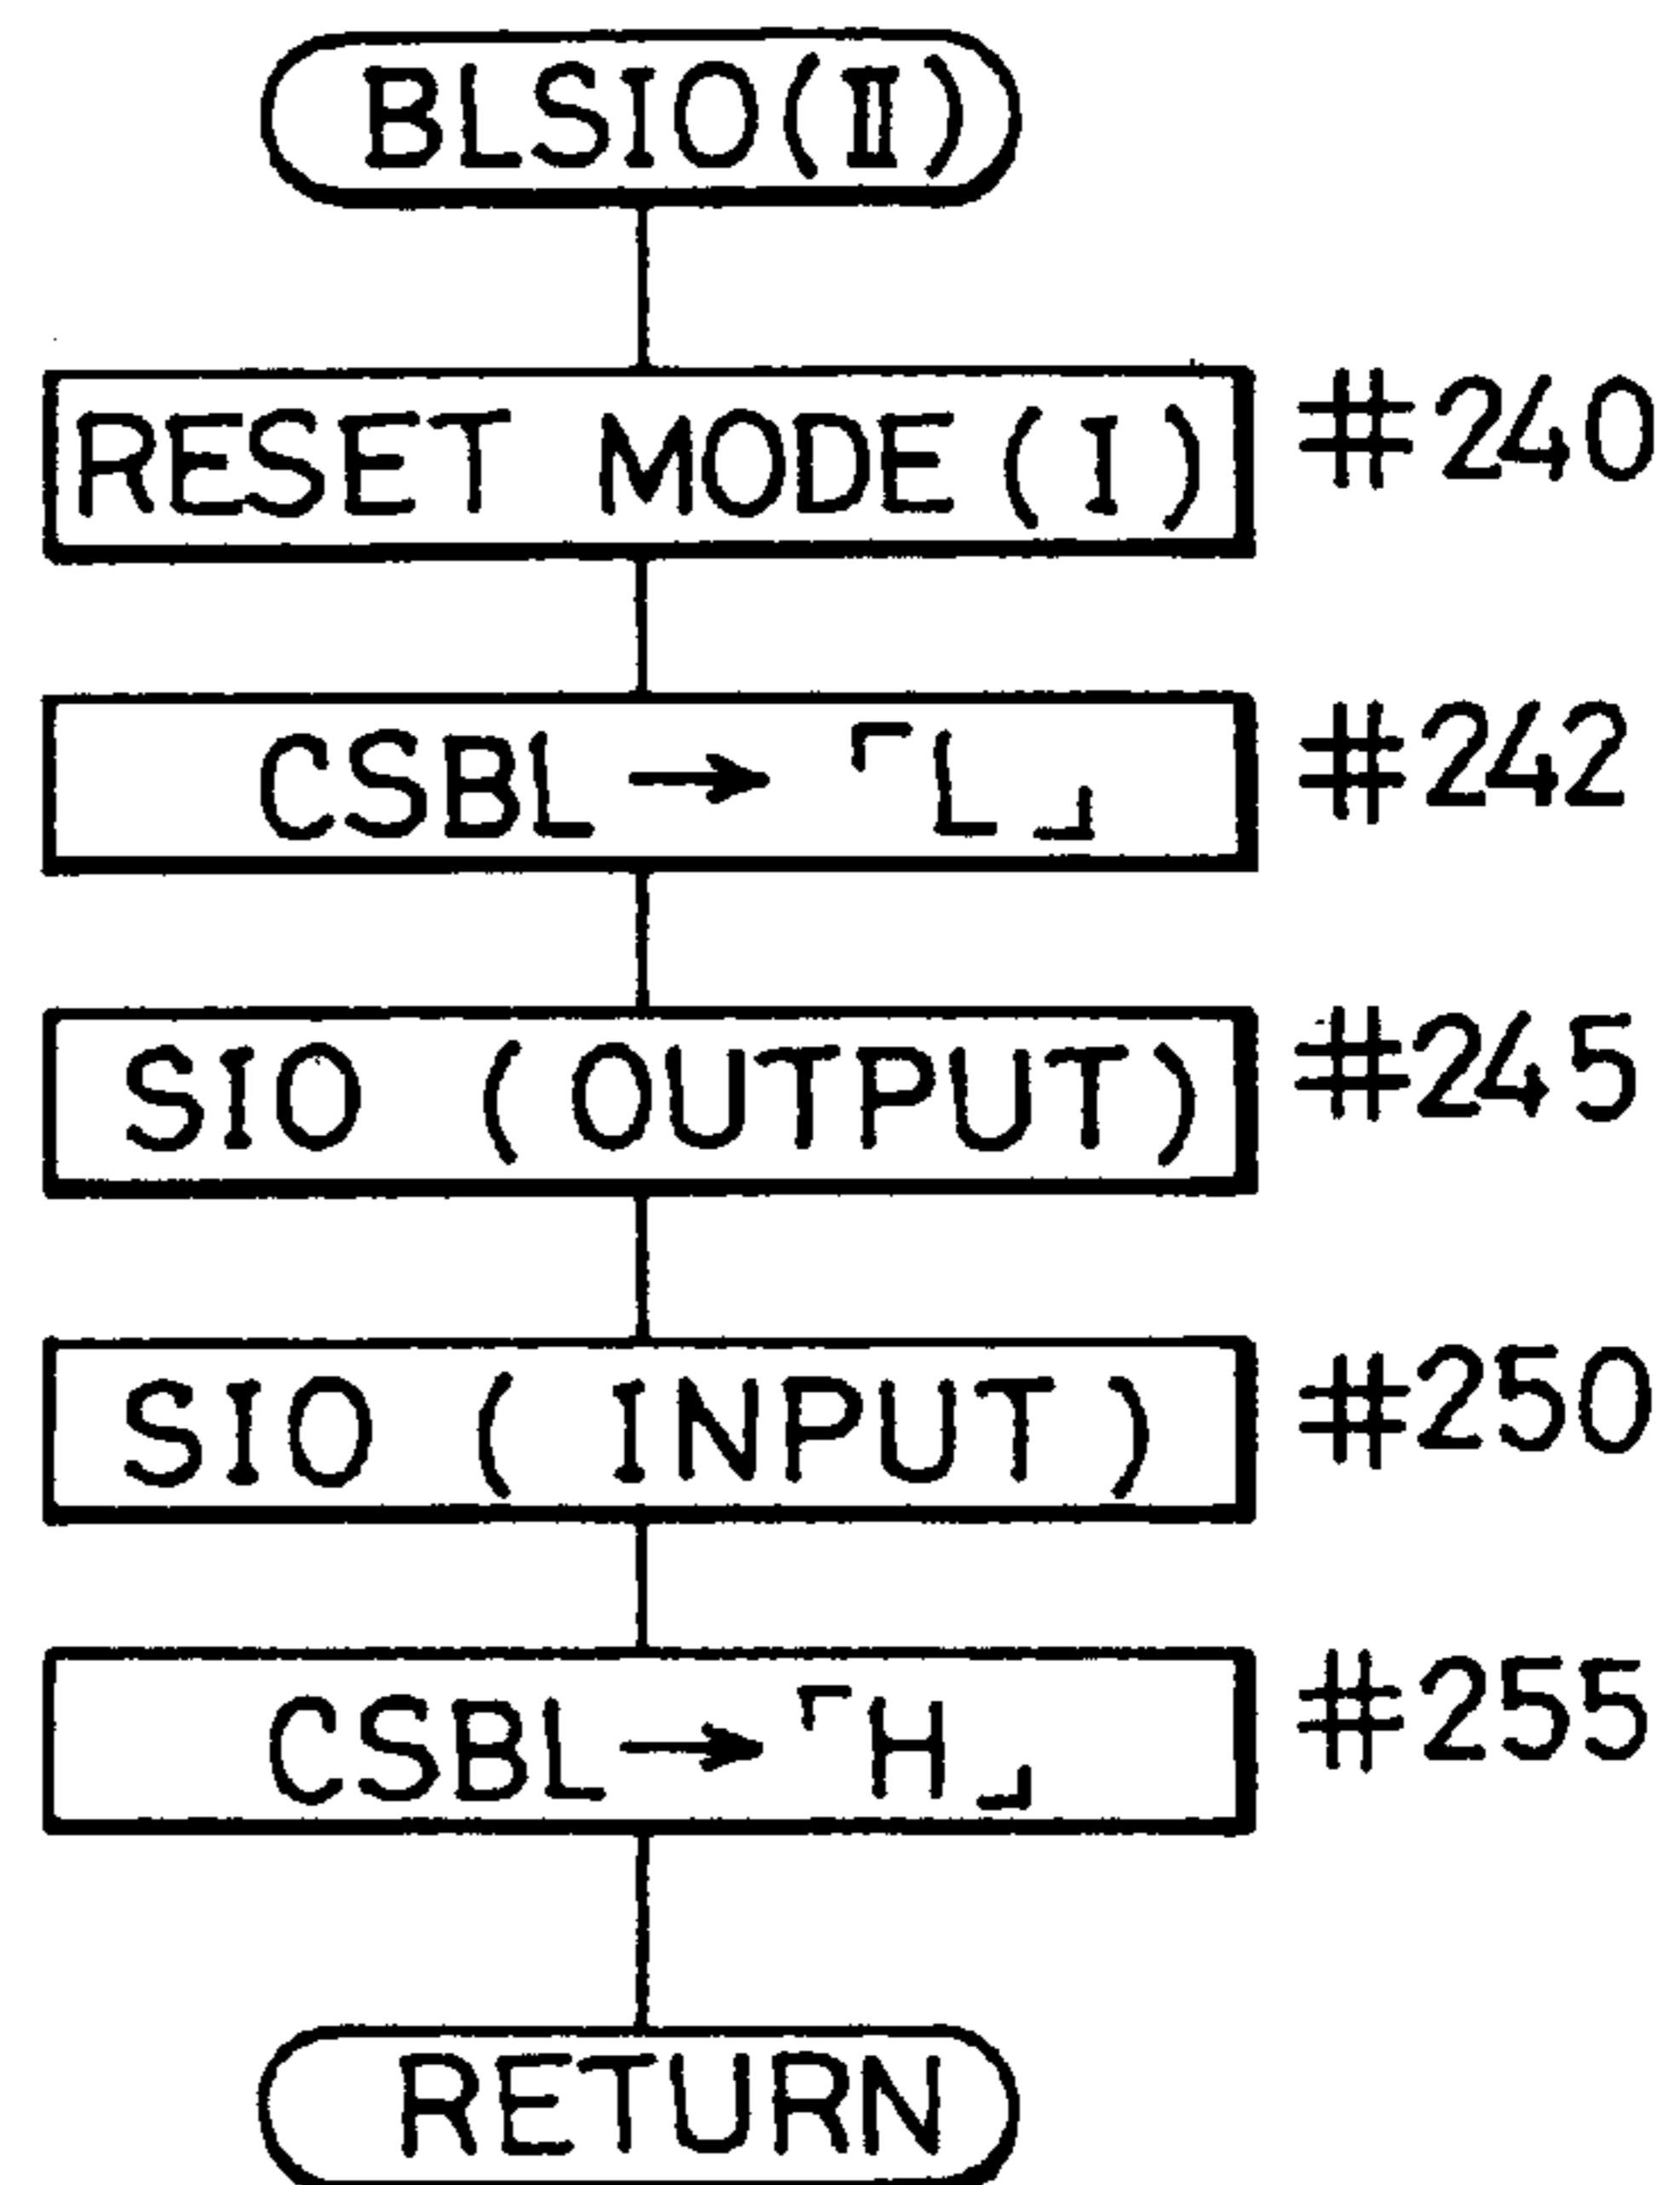 BLSIO(II)
RESET MODE(I) #240
CSBL → 「L」 #242
SIO (OUTPUT) #245
SIO ( INPUT ) #250
CSBL → 「H」 #255
RETURN